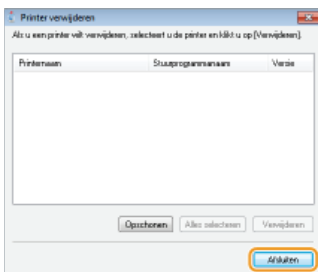 Printer verwijderen
Als u een printer wilt verwijderen, selecteert u de printer en klikt u op [Verwijderen].
Printernaam Stuurprogrammanaam Versie
Opschonen Alles selecteren Verwijderen
Afsluiten